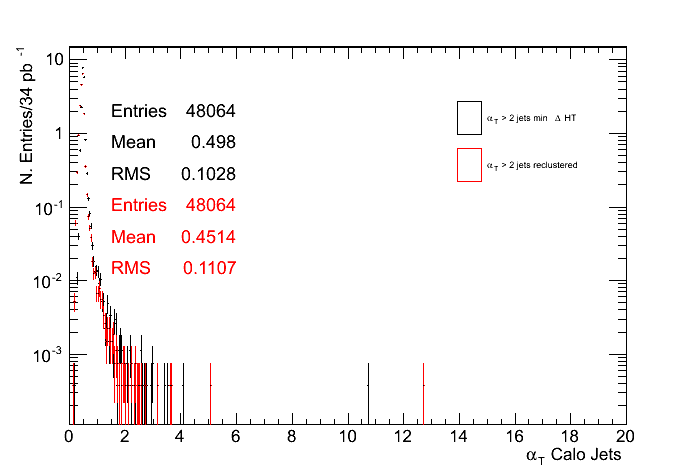 N. Entries/34 pb⁻¹
10
1
10⁻¹
10⁻²
10⁻³
Entries 48064
Mean 0.498
RMS 0.1028
Entries 48064
Mean 0.4514
RMS 0.1107
α_T > 2 jets min Δ HT
α_T > 2 jets reclustered
0 2 4 6 8 10 12 14 16 18 20
α_T Calo Jets